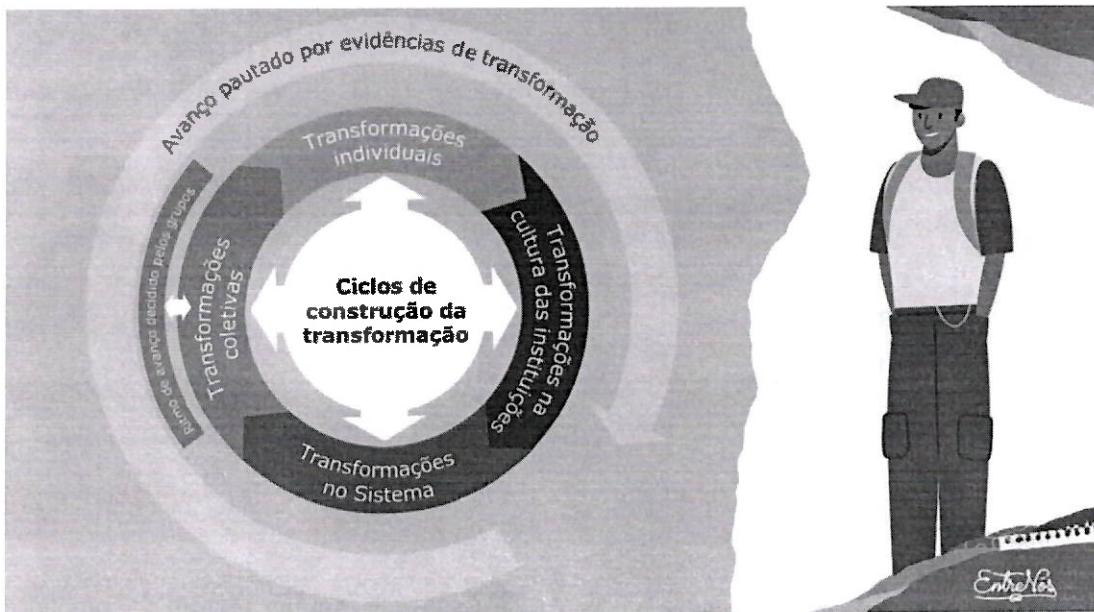 Avanço pautado por evidências de transformação
Transformações
individuais
Transformações na
cultura das instituições
Transformações
no Sistema
Transformações
coletivas
Ritmo de avanço decidido pelos grupos
Ciclos de
construção da
transformação
EntreNós